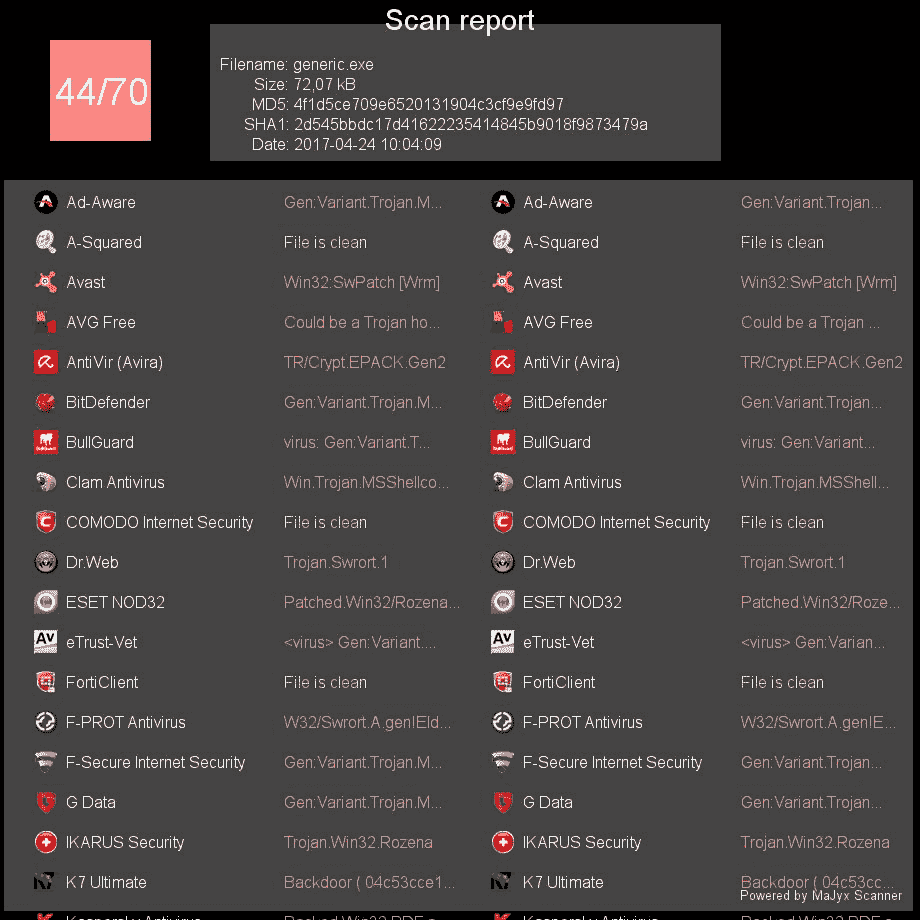 Scan report
44/70
Filename: generic.exe
Size: 72,07 kB
MD5: 4f1d5ce709e6520131904c3cf9e9fd97
SHA1: 2d545bbdc17d41622235414845b9018f9873479a
Date: 2017-04-24 10:04:09
Ad-Aware Gen:Variant.Trojan.M... Ad-Aware Gen:Variant.Trojan...
A-Squared File is clean A-Squared File is clean
Avast Win32:SwPatch [Wrm] Avast Win32:SwPatch [Wrm]
AVG Free Could be a Trojan ho... AVG Free Could be a Trojan ...
AntiVir (Avira) TR/Crypt.EPACK.Gen2 AntiVir (Avira) TR/Crypt.EPACK.Gen2
BitDefender Gen:Variant.Trojan.M... BitDefender Gen:Variant.Trojan...
BullGuard virus: Gen:Variant.T... BullGuard virus: Gen:Variant...
Clam Antivirus Win.Trojan.MSShellco... Clam Antivirus Win.Trojan.MSShell...
COMODO Internet Security File is clean COMODO Internet Security File is clean
Dr.Web Trojan.Swrort.1 Dr.Web Trojan.Swrort.1
ESET NOD32 Patched.Win32/Rozena... ESET NOD32 Patched.Win32/Roze...
AV eTrust-Vet <virus> Gen:Variant.... AV eTrust-Vet <virus> Gen:Varian...
FortiClient File is clean FortiClient File is clean
F-PROT Antivirus W32/Swrort.A.gen!Eld... F-PROT Antivirus W32/Swrort.A.gen!E...
F-Secure Internet Security Gen:Variant.Trojan.M... F-Secure Internet Security Gen:Variant.Trojan...
G Data Gen:Variant.Trojan.M... G Data Gen:Variant.Trojan...
IKARUS Security Trojan.Win32.Rozena IKARUS Security Trojan.Win32.Rozena
K7 K7 Ultimate Backdoor ( 04c53cce1... K7 K7 Ultimate Backdoor ( 04c53cc...
Powered by MaJyx Scanner